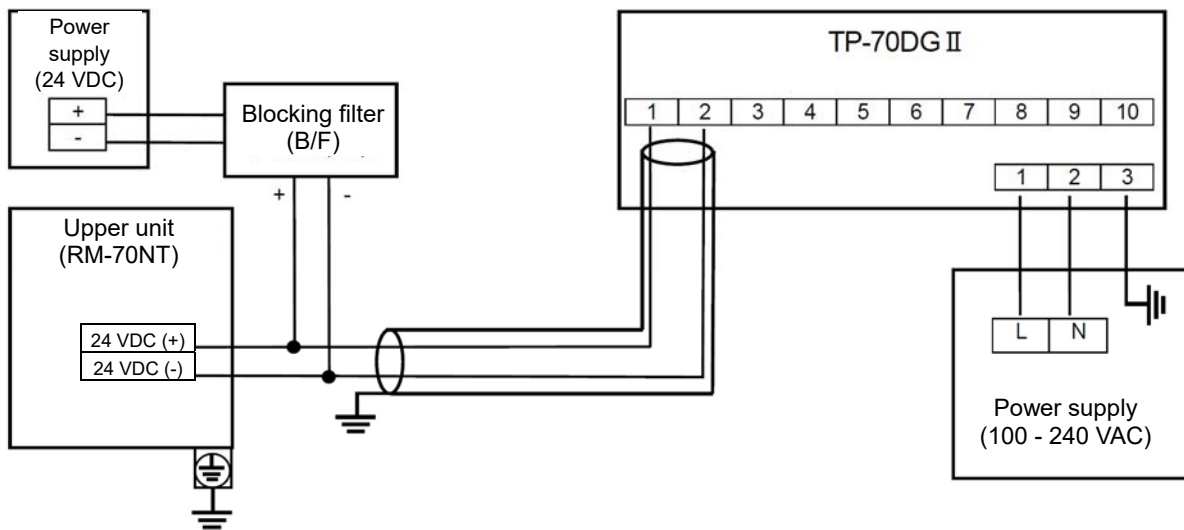 Power
supply
(24 VDC)
+
-
Blocking filter
(B/F)
+ -
Upper unit
(RM-70NT)
24 VDC (+)
24 VDC (-)
TP-70DG II
1 2 3 4 5 6 7 8 9 10
1 2 3
L N
Power supply
(100 - 240 VAC)